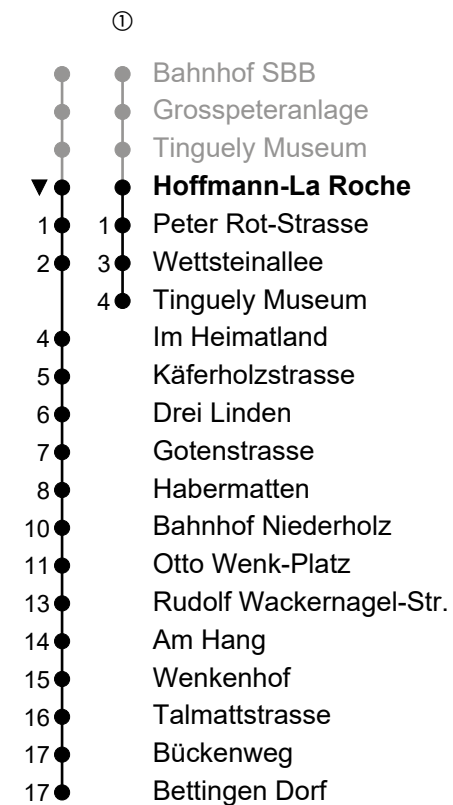 ①
Bahnhof SBB
Grosspeteranlage
Tinguely Museum
▼ Hoffmann-La Roche
1 1 Peter Rot-Strasse
2 3 Wettsteinallee
4 Tinguely Museum
4 Im Heimatland
5 Käferholzstrasse
6 Drei Linden
7 Gotenstrasse
8 Habermatten
10 Bahnhof Niederholz
11 Otto Wenk-Platz
13 Rudolf Wackernagel-Str.
14 Am Hang
15 Wenkenhof
16 Talmattstrasse
17 Bückenweg
17 Bettingen Dorf